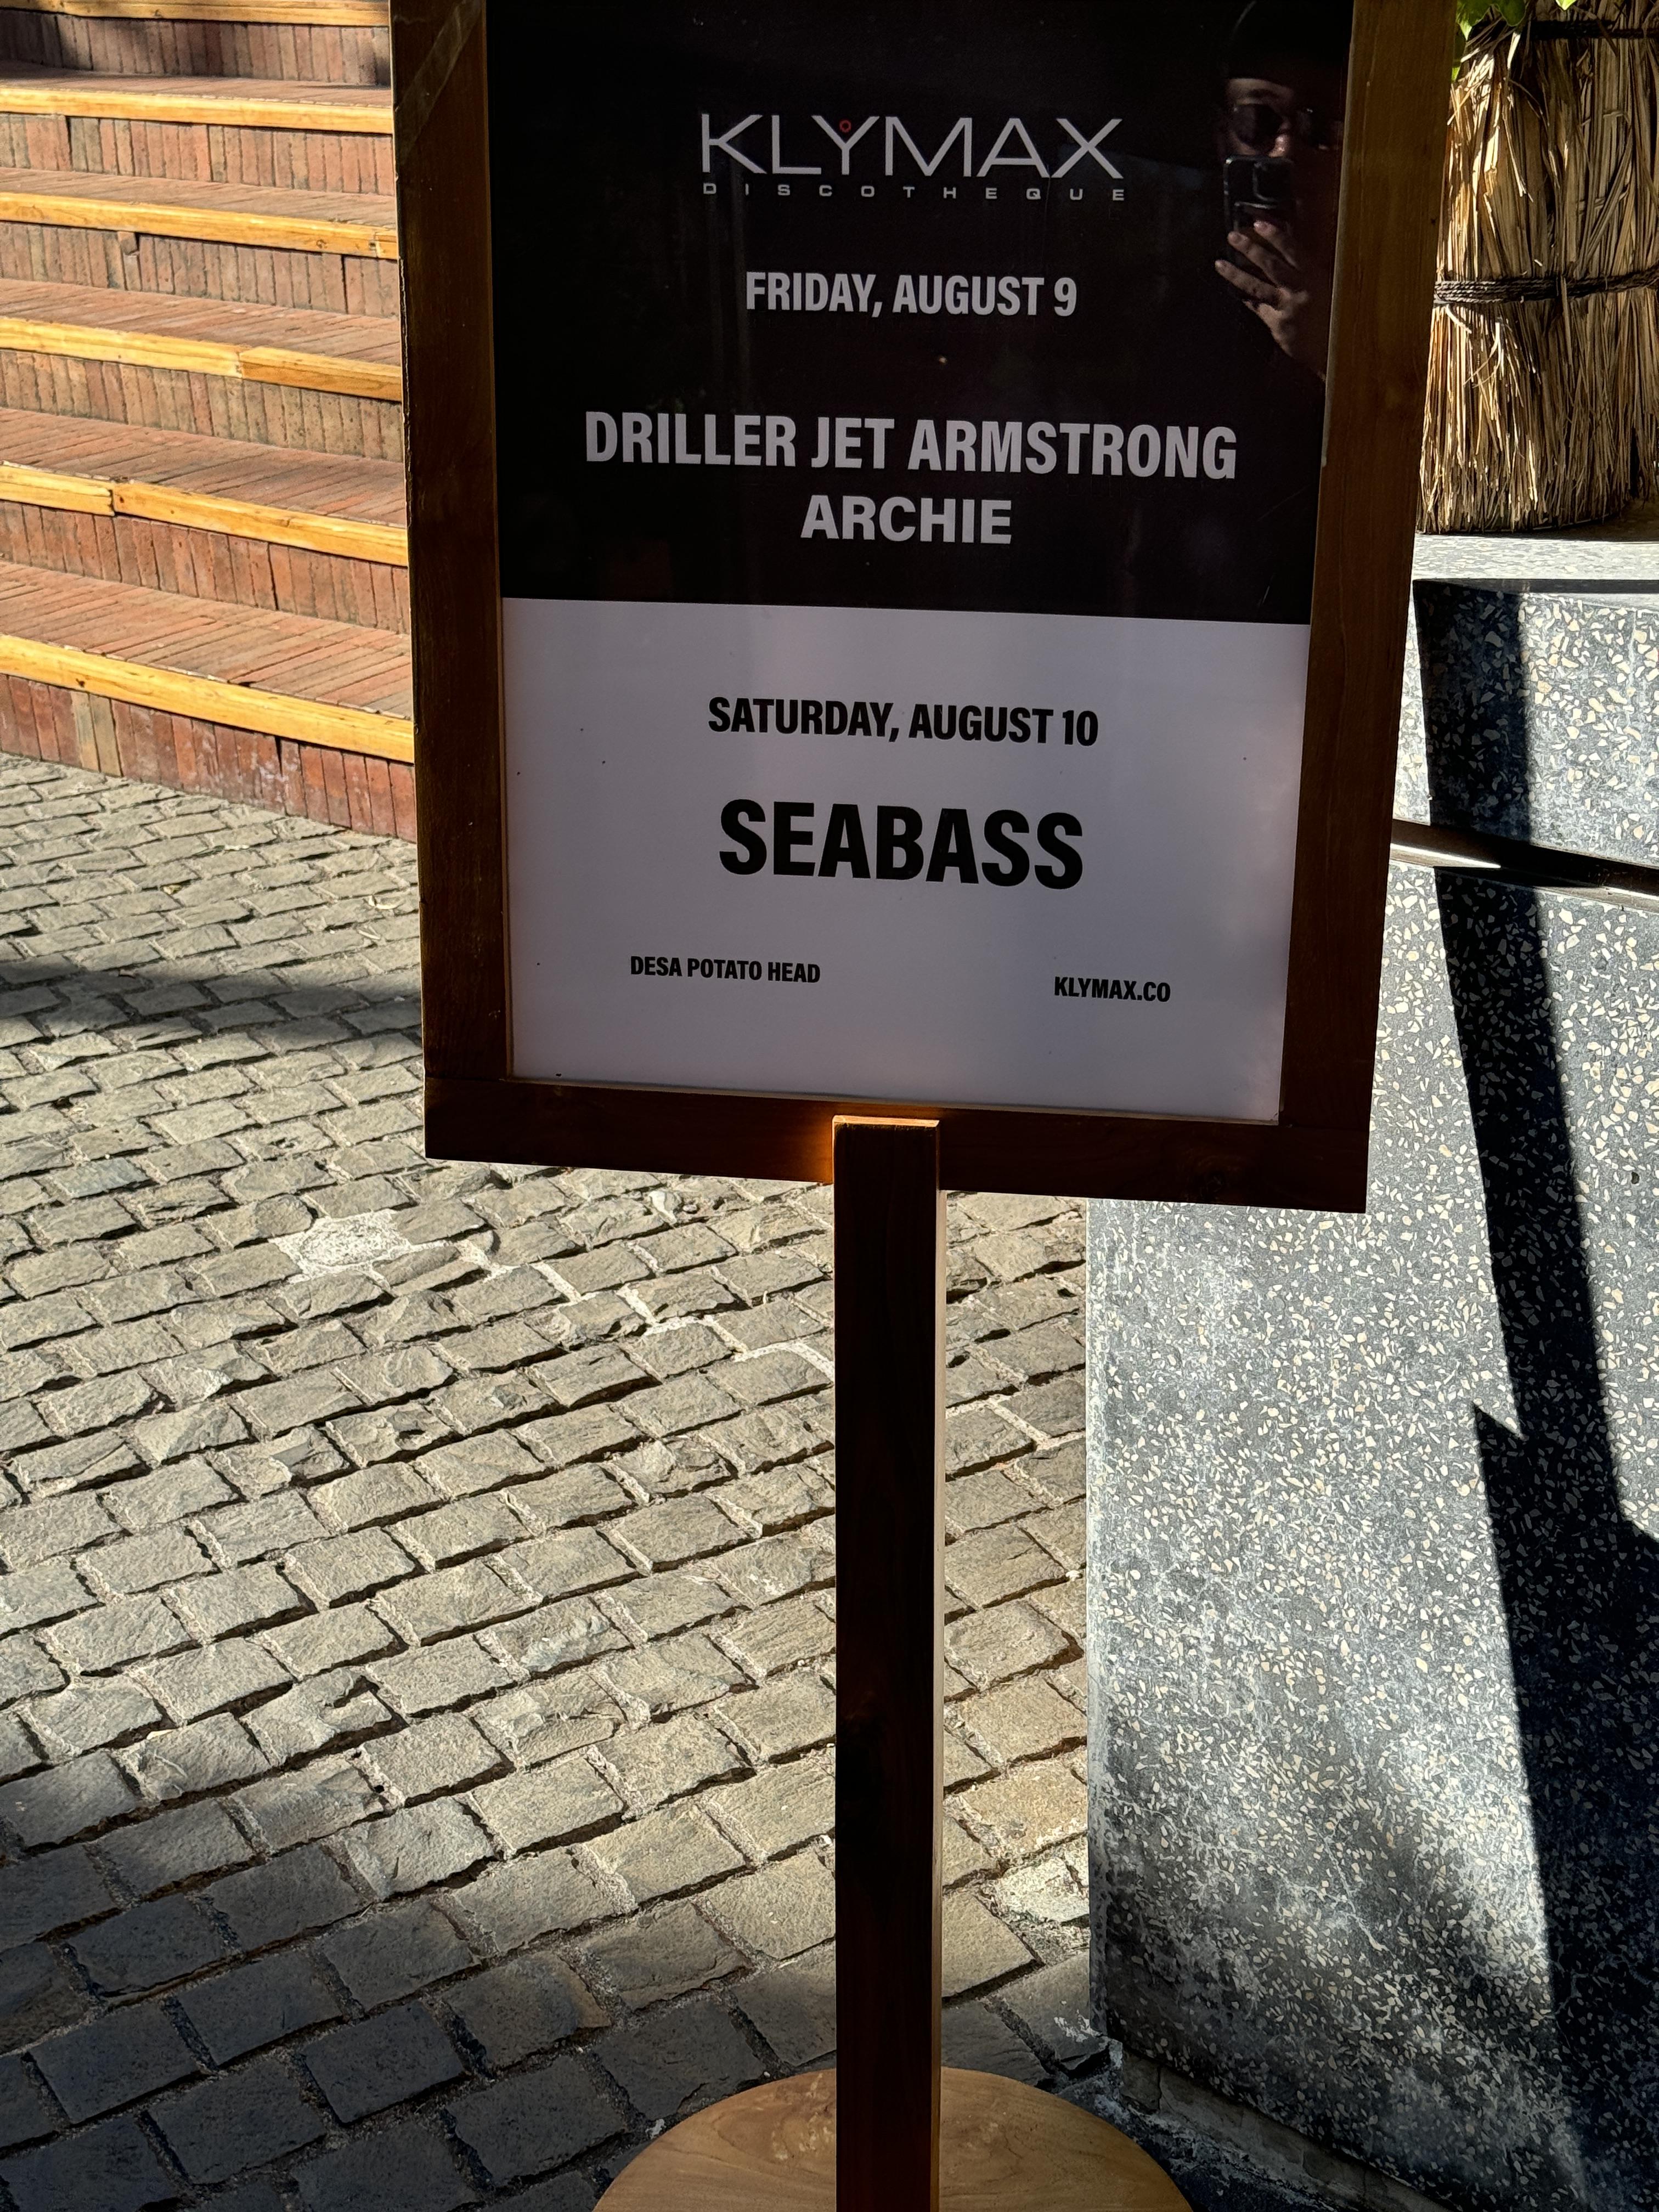 KLYMAX
DISCOTHEQUE
FRIDAY, AUGUST 9
DRILLER JET ARMSTRONG
ARCHIE
SATURDAY, AUGUST 10
SEABASS
DESA POTATO HEAD
KLYMAX.CO